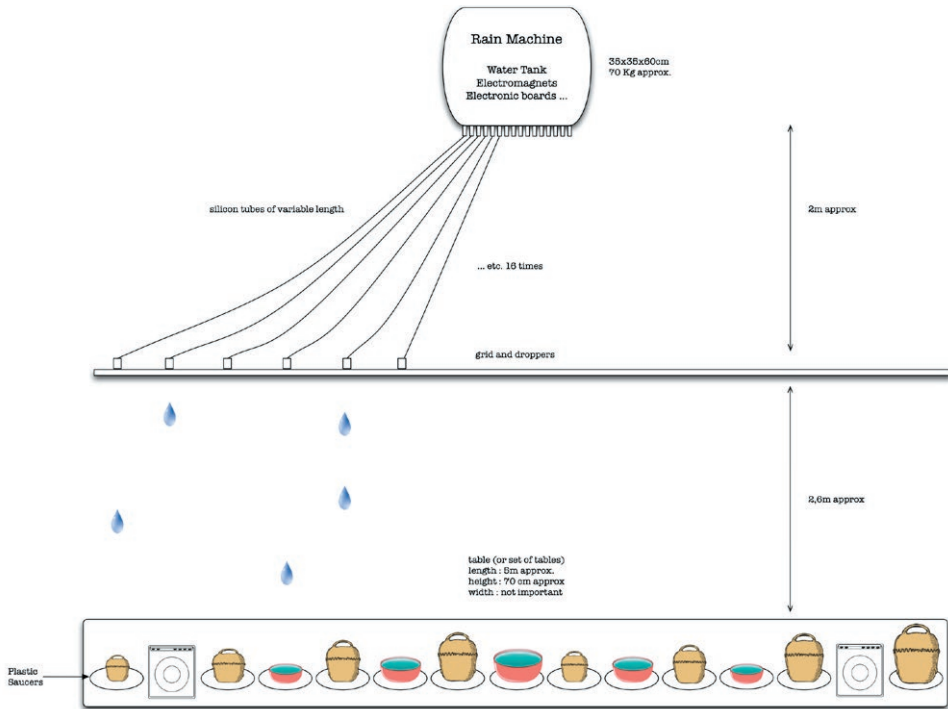 Rain Machine
Water Tank
Electromagnets
Electronic boards ...
35x35x60cm
70 Kg approx.
silicon tubes of variable length
2m approx
... etc. 16 times
grid and droppers
2,6m approx
table (or set of tables)
length : 5m approx.
height : 70 cm approx
width : not important
Plastic
Saucers